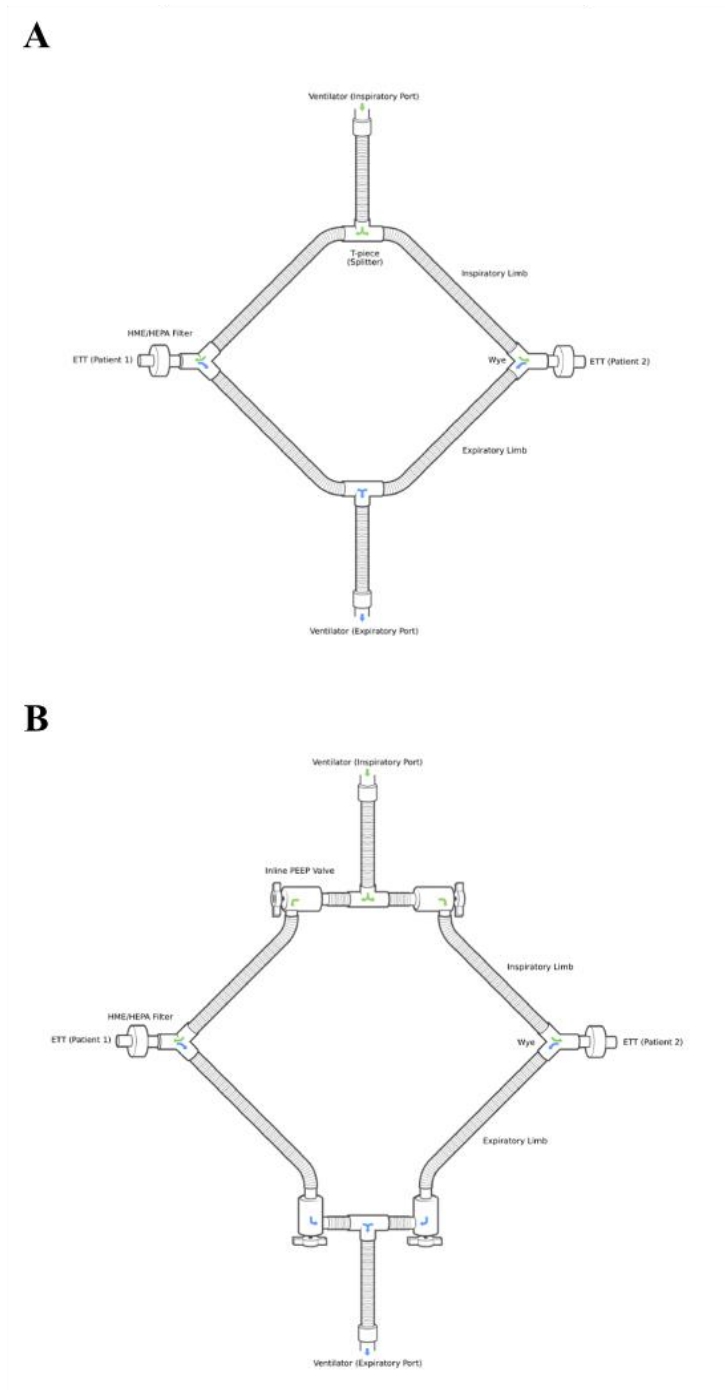 A
Ventilator (Inspiratory Port)
T-piece
(Splitter)
Inspiratory Limb
HME/HEPA Filter
ETT (Patient 1)
Wye
ETT (Patient 2)
Expiratory Limb
Ventilator (Expiratory Port)
B
Ventilator (Inspiratory Port)
Inline PEEP Valve
Inspiratory Limb
HME/HEPA Filter
ETT (Patient 1)
Wye
ETT (Patient 2)
Expiratory Limb
Ventilator (Expiratory Port)